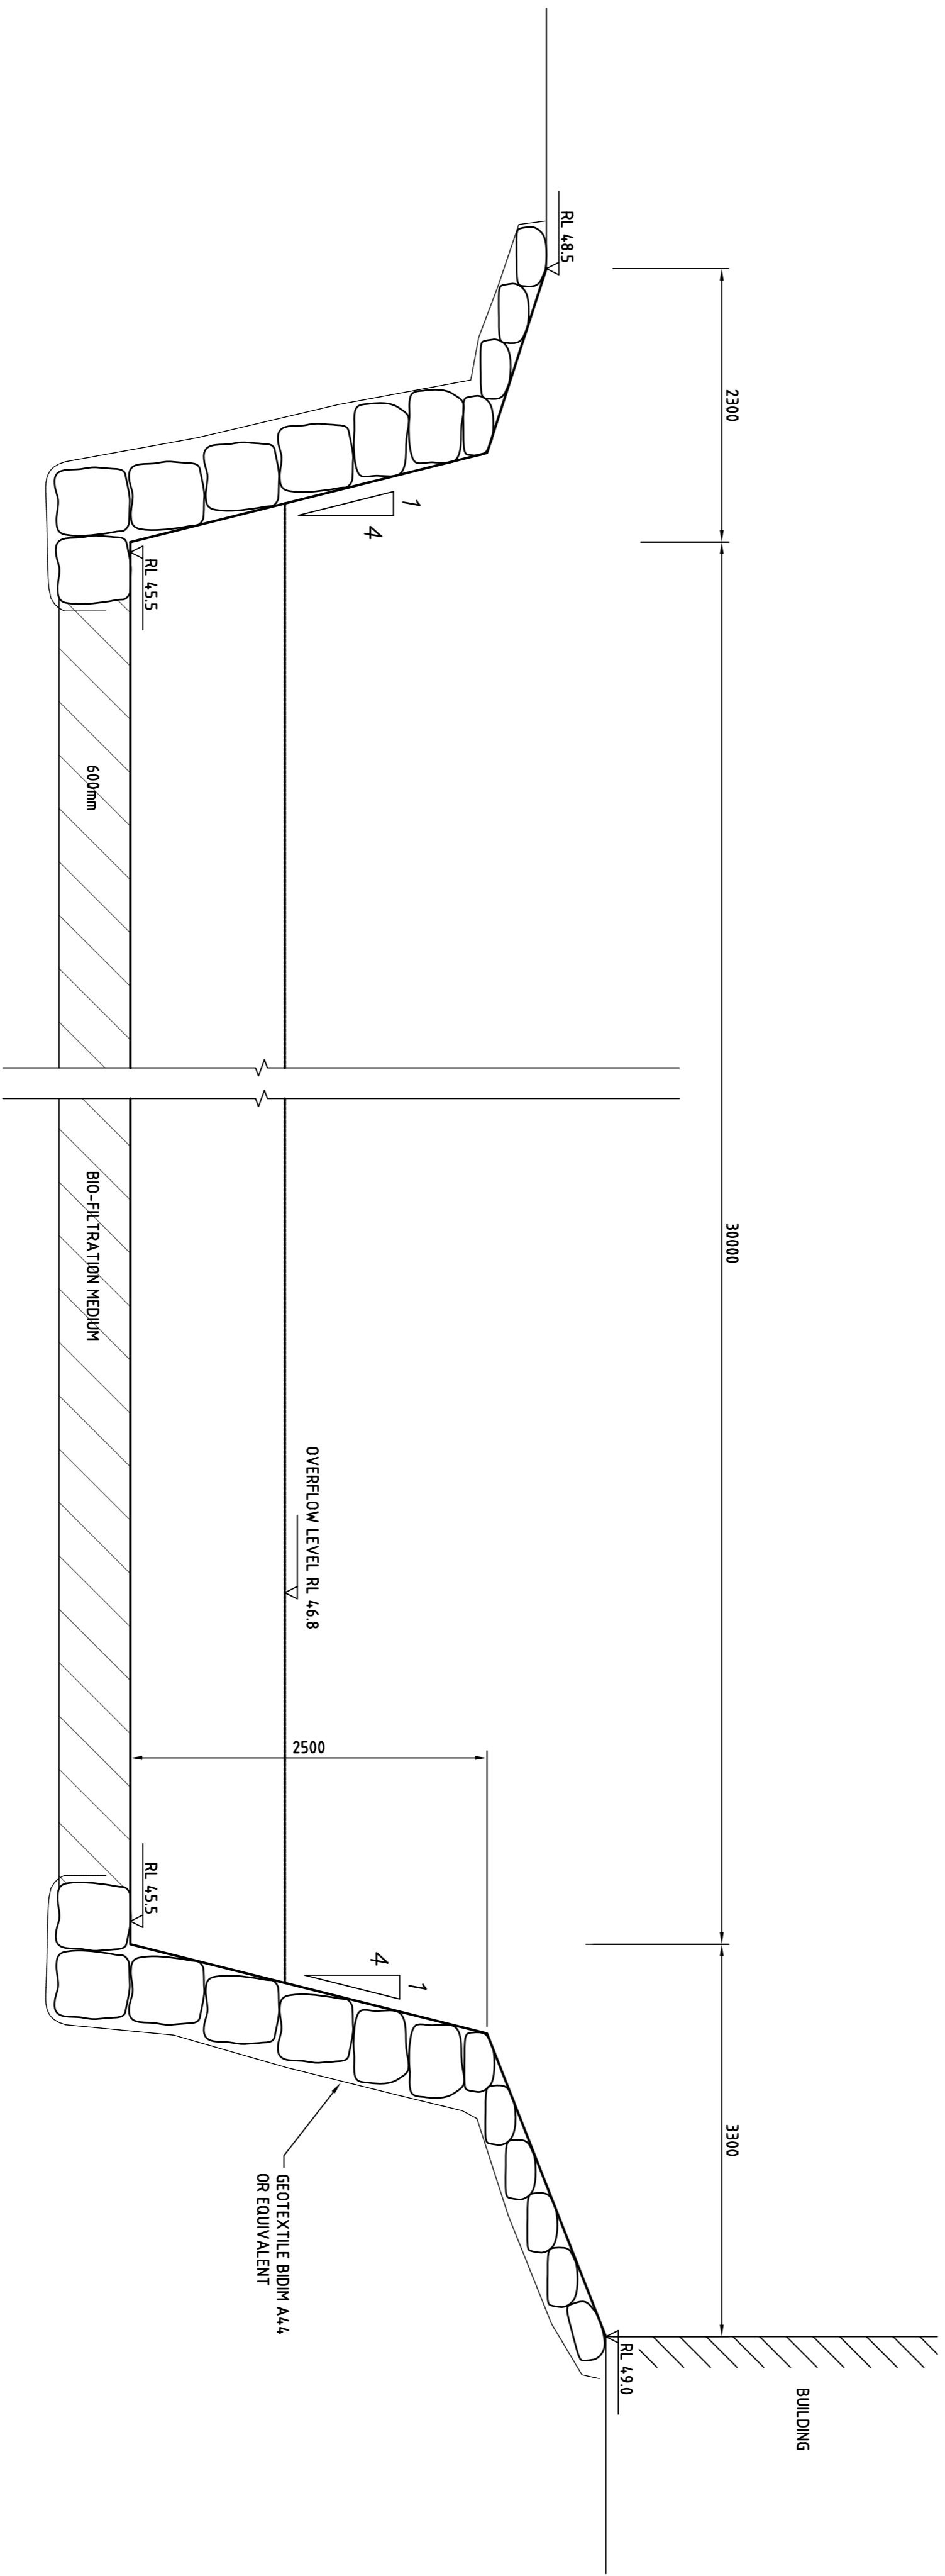 BUILDING
2300
30000
3300
RL 48.5
RL 49.0
1
4
1
4
2500
OVERFLOW LEVEL RL 46.8
GEOTEXTILE BIDIM A44
OR EQUIVALENT
RL 45.5
RL 45.5
600mm
BIO-FILTRATION MEDIUM